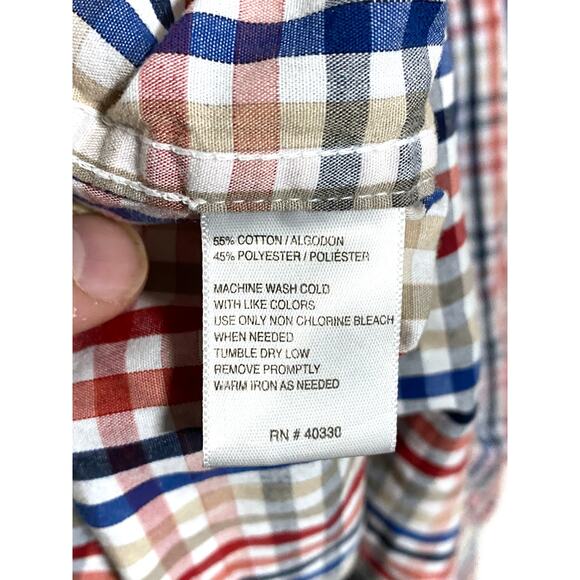 55% COTTON / ALGODON
45% POLYESTER / POLIÉSTER
MACHINE WASH COLD
WITH LIKE COLORS
USE ONLY NON CHLORINE BLEACH
WHEN NEEDED
TUMBLE DRY LOW
REMOVE PROMPTLY
WARM IRON AS NEEDED
RN # 40330